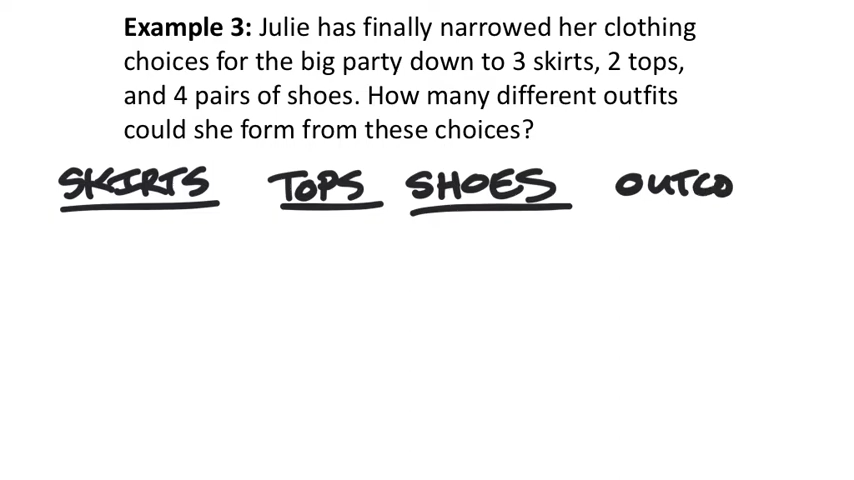 Example 3: Julie has finally narrowed her clothing
choices for the big party down to 3 skirts, 2 tops,
and 4 pairs of shoes. How many different outfits
could she form from these choices?
SKIRTS TOPS SHOES OUTCO